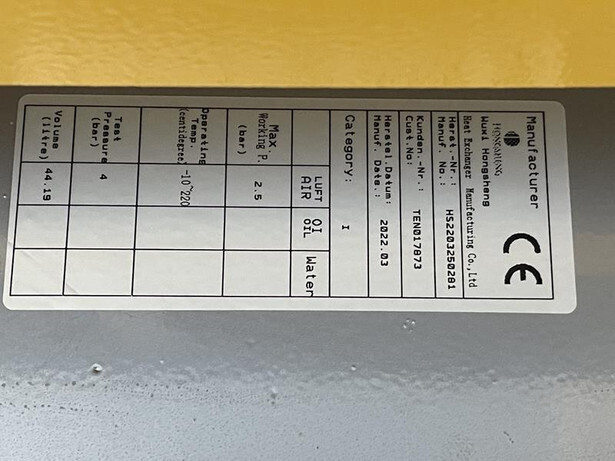 Manufacturer
HONGSHENG
Wuxi Hongsheng
Heat Exchanger Manufacturing Co., Ltd
CE
Herst.-Nr.:
Manuf. No.: HS2203250281
Kunden.-Nr.: TEN017873
Cust.No:
Herstel.Datum: 2022.03
Manuf. Date.:
Category: I
LUFT OI Water
AIR OIL
Max.
Working P. 2.5
(bar)
Operating
Temp. -10~220
(centidegree)
Test
Pressure 4
(bar)
Volume 44.19
(litre)